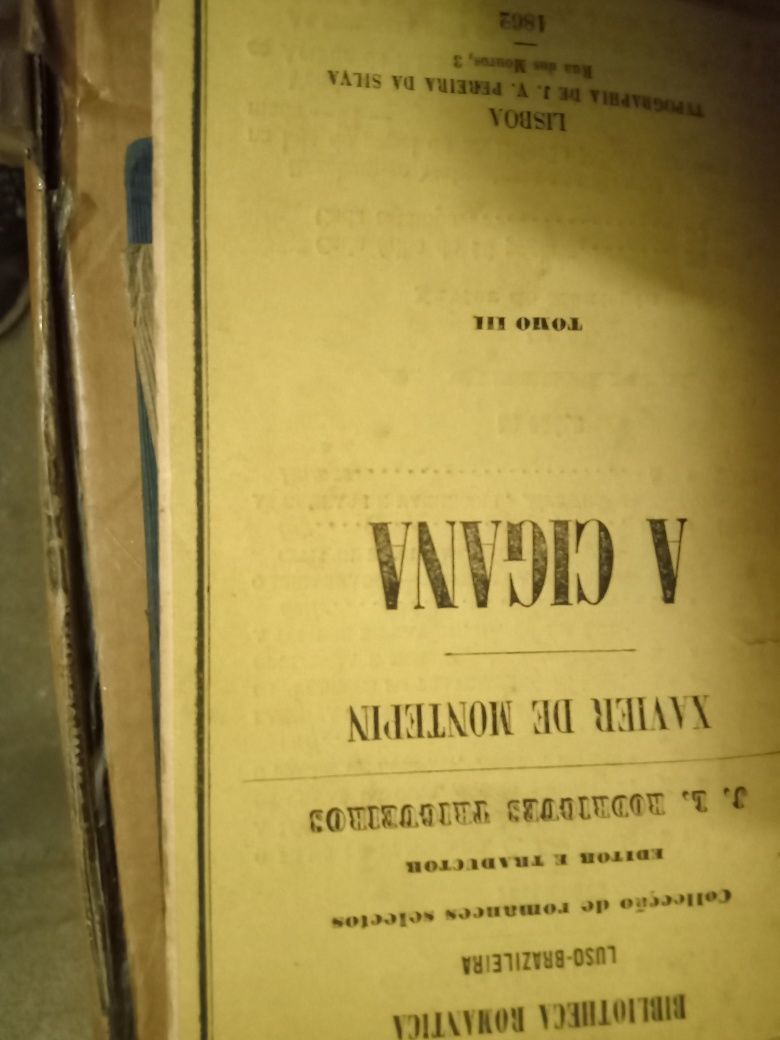 BIBLIOTHECA ROMANTICA
LUSO-BRAZILEIRA
Collecção de romances selectos
EDITOR E TRADUCTOR
J. L. RODRIGUES TRIGUEIROS
XAVIER DE MONTEPIN
A CIGANA
TOMO III
LISBOA
TYPOGRAPHIA DE J. V. PEREIRA DA SILVA
Rua dos Mouros, 3
1862